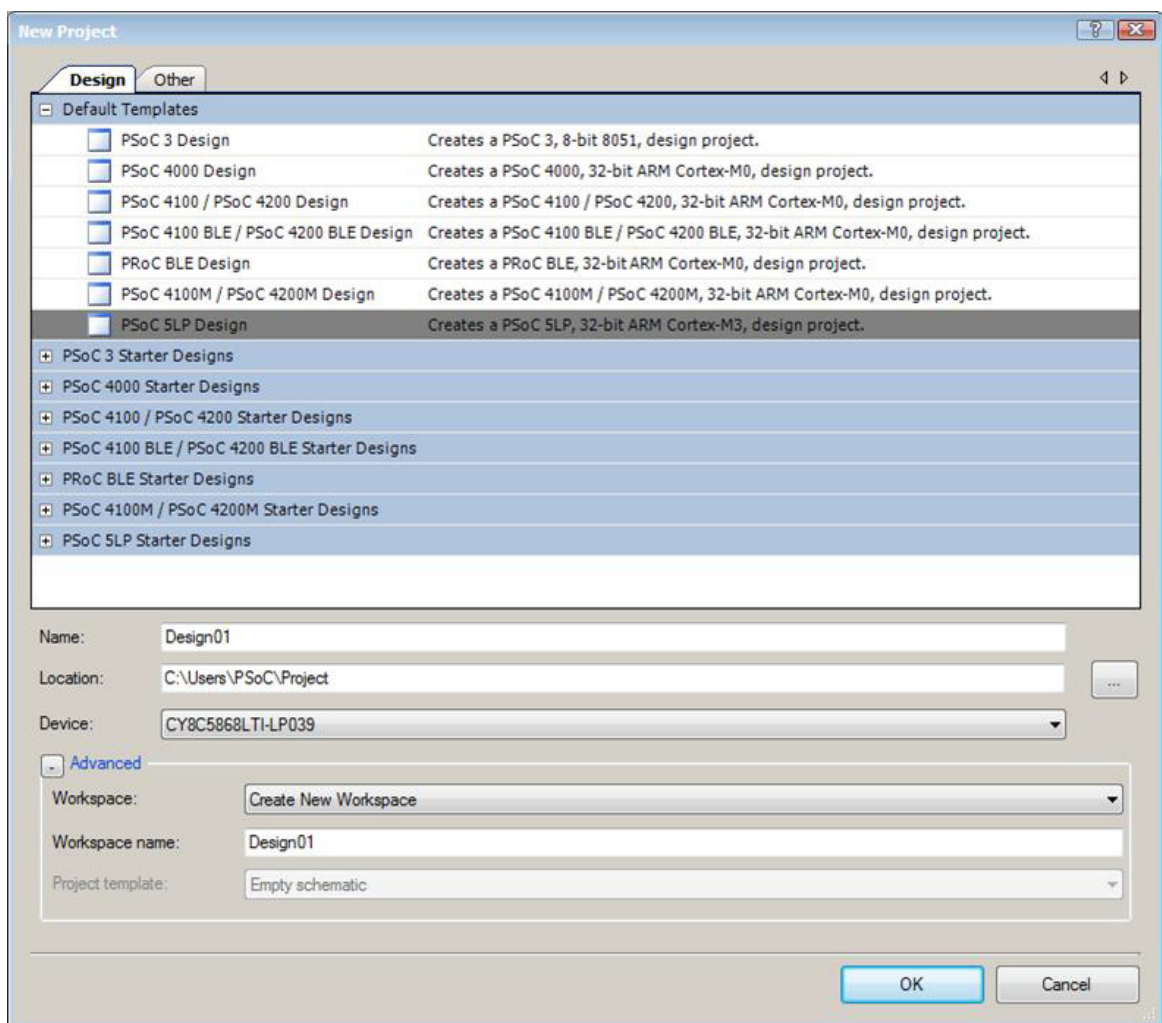 New Project
Design Other
Default Templates
PSoC 3 Design Creates a PSoC 3, 8-bit 8051, design project.
PSoC 4000 Design Creates a PSoC 4000, 32-bit ARM Cortex-M0, design project.
PSoC 4100 / PSoC 4200 Design Creates a PSoC 4100 / PSoC 4200, 32-bit ARM Cortex-M0, design project.
PSoC 4100 BLE / PSoC 4200 BLE Design Creates a PSoC 4100 BLE / PSoC 4200 BLE, 32-bit ARM Cortex-M0, design project.
PRoC BLE Design Creates a PRoC BLE, 32-bit ARM Cortex-M0, design project.
PSoC 4100M / PSoC 4200M Design Creates a PSoC 4100M / PSoC 4200M, 32-bit ARM Cortex-M0, design project.
PSoC 5LP Design Creates a PSoC 5LP, 32-bit ARM Cortex-M3, design project.
PSoC 3 Starter Designs
PSoC 4000 Starter Designs
PSoC 4100 / PSoC 4200 Starter Designs
PSoC 4100 BLE / PSoC 4200 BLE Starter Designs
PRoC BLE Starter Designs
PSoC 4100M / PSoC 4200M Starter Designs
PSoC 5LP Starter Designs
Name: Design01
Location: C:\Users\PSoC\Project ...
Device: CY8C5868LTI-LP039
Advanced
Workspace: Create New Workspace
Workspace name: Design01
Project template: Empty schematic
OK Cancel